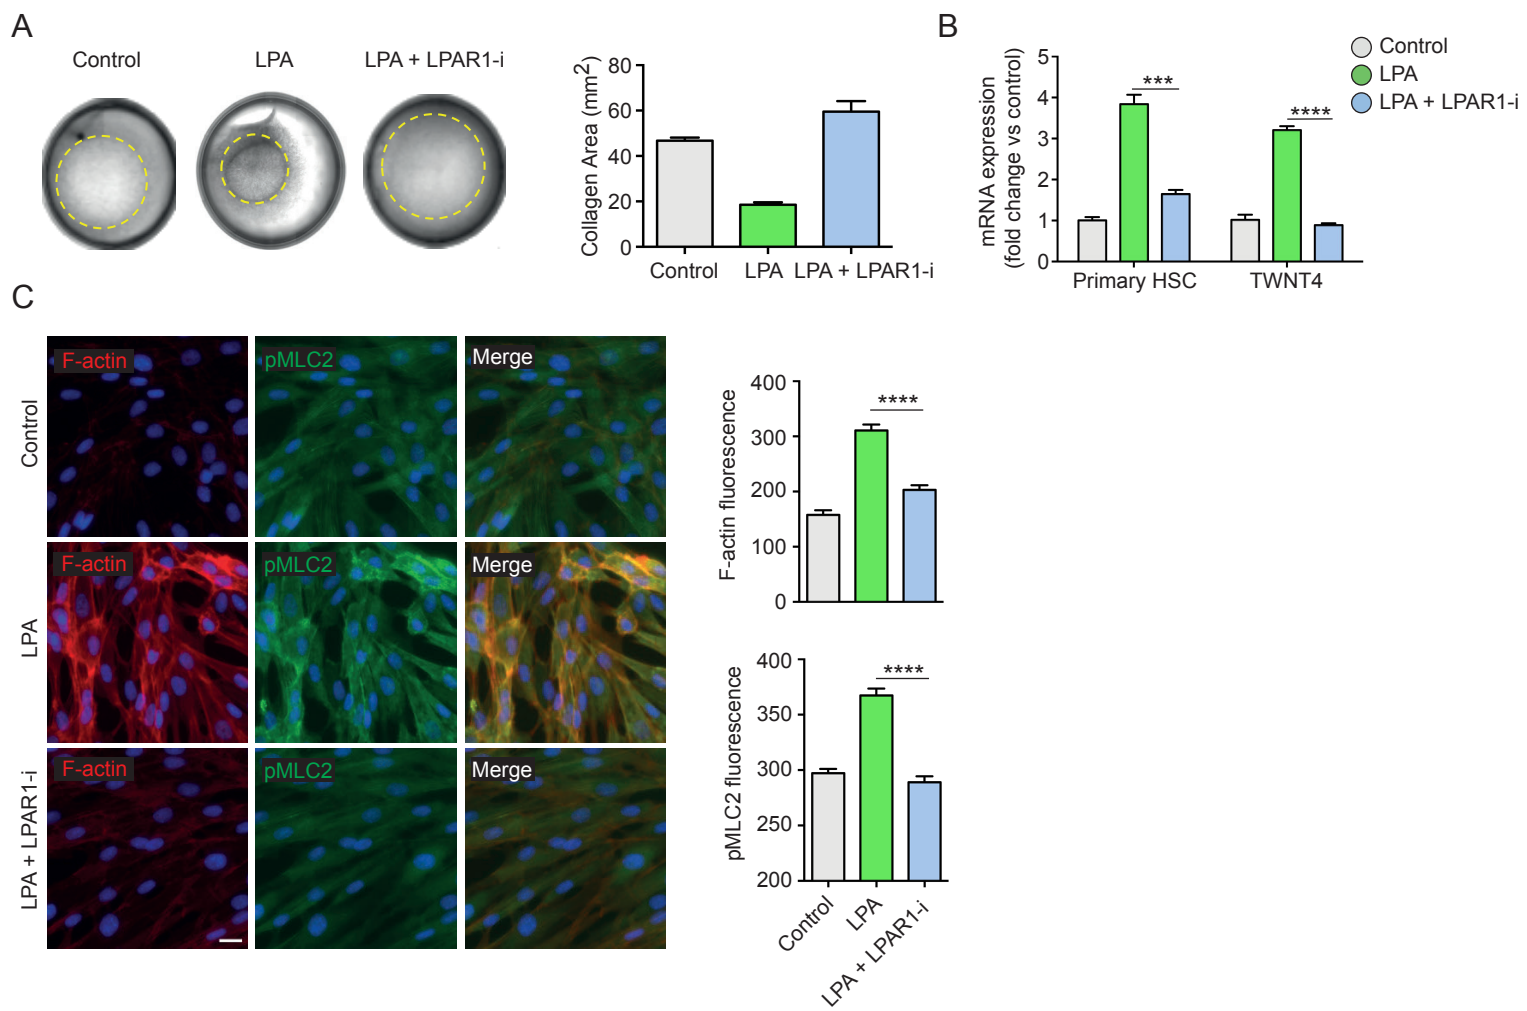 A
Control
LPA
LPA + LPAR1-i
Collagen Area (mm²)
80
60
40
20
0
Control
LPA
LPA + LPAR1-i
B
mRNA expression
(fold change vs control)
5
4
3
2
1
0
***
****
Primary HSC
TWNT4
Control
LPA
LPA + LPAR1-i
C
Control
F-actin
pMLC2
Merge
LPA
F-actin
pMLC2
Merge
LPA + LPAR1-i
F-actin
pMLC2
Merge
F-actin fluorescence
400
300
200
100
0
****
pMLC2 fluorescence
400
350
300
250
200
****
Control
LPA
LPA + LPAR1-i